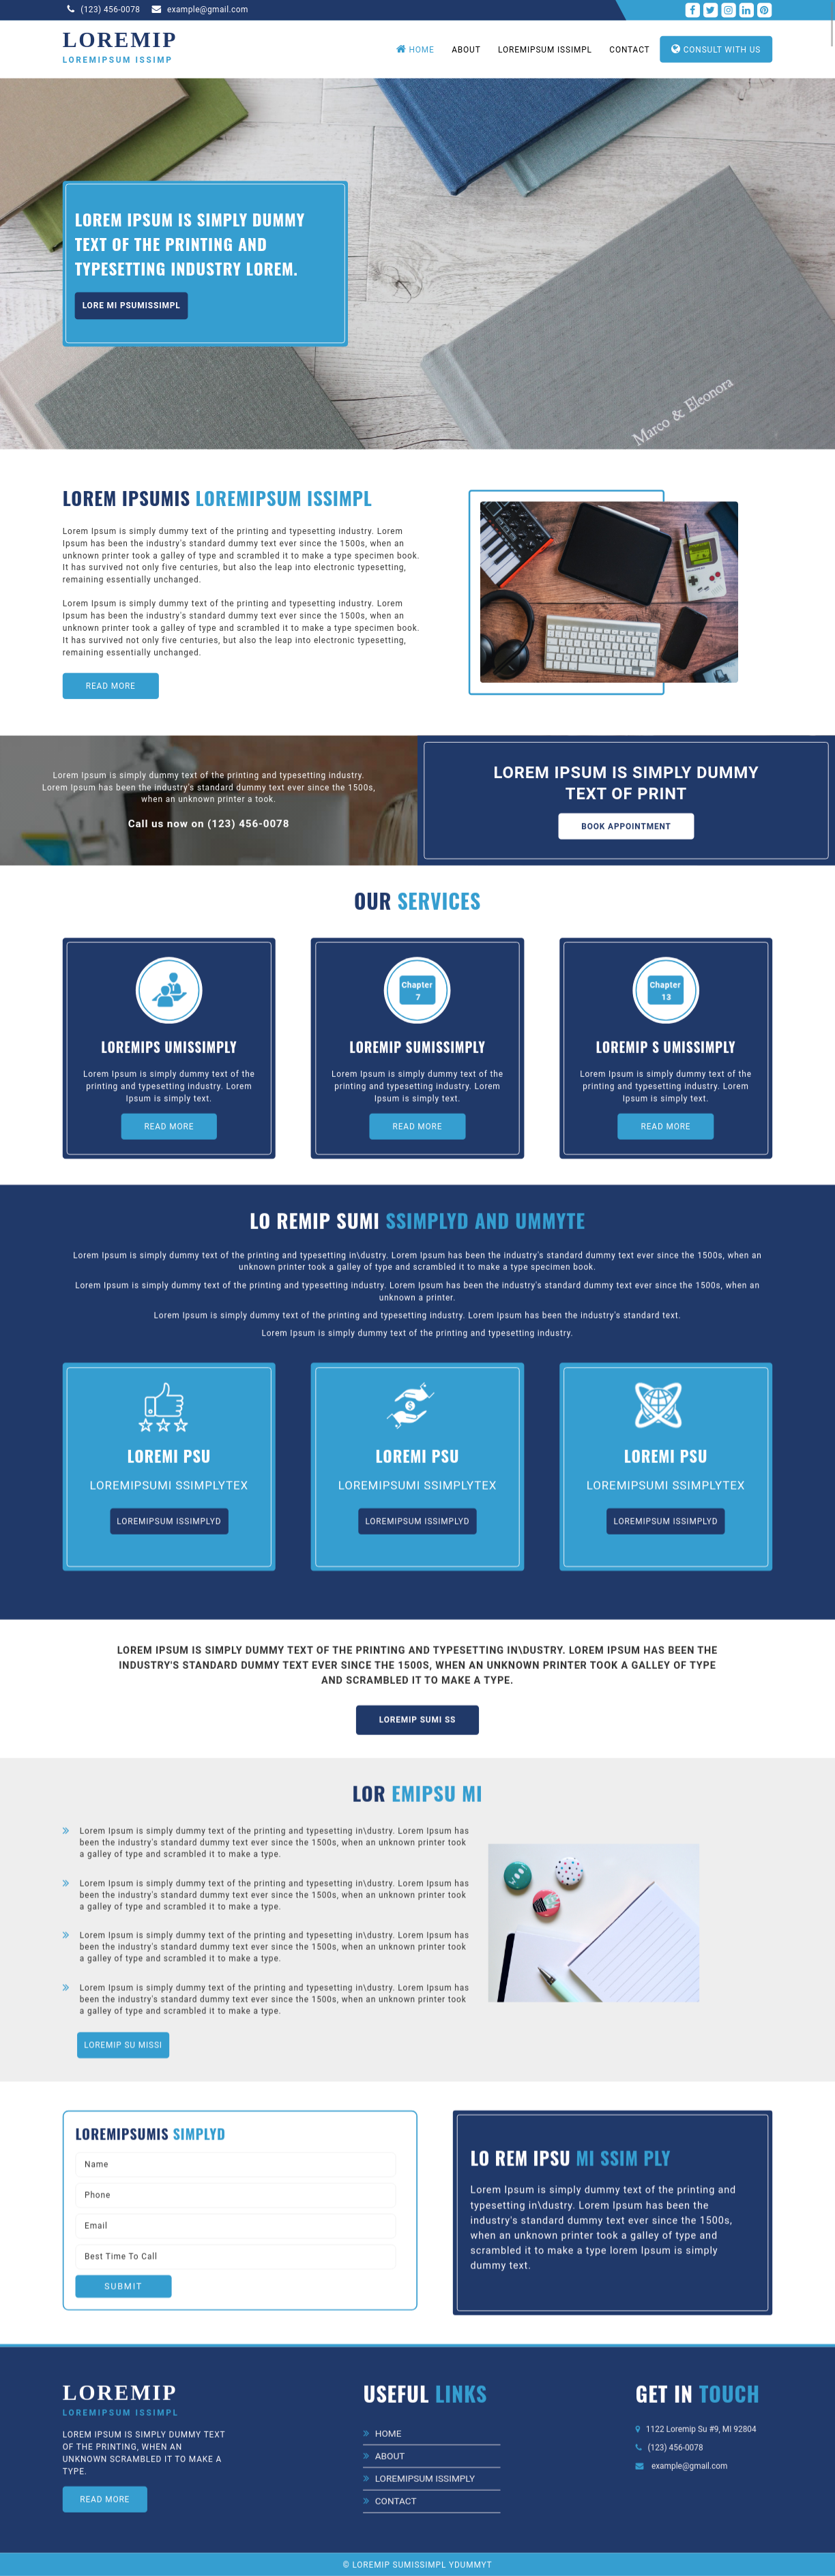 (123) 456-0078 example@gmail.com
LOREMIP
LOREMIPSUM ISSIMP
HOME ABOUT LOREMIPSUM ISSIMPL CONTACT CONSULT WITH US
LOREM IPSUM IS SIMPLY DUMMY
TEXT OF THE PRINTING AND
TYPESETTING INDUSTRY LOREM.
LORE MI PSUMISSIMPL
Marco & Eleonora
LOREM IPSUMIS LOREMIPSUM ISSIMPL
Lorem Ipsum is simply dummy text of the printing and typesetting industry. Lorem
Ipsum has been the industry's standard dummy text ever since the 1500s, when an
unknown printer took a galley of type and scrambled it to make a type specimen book.
It has survived not only five centuries, but also the leap into electronic typesetting,
remaining essentially unchanged.
Lorem Ipsum is simply dummy text of the printing and typesetting industry. Lorem
Ipsum has been the industry's standard dummy text ever since the 1500s, when an
unknown printer took a galley of type and scrambled it to make a type specimen book.
It has survived not only five centuries, but also the leap into electronic typesetting,
remaining essentially unchanged.
READ MORE
Lorem Ipsum is simply dummy text of the printing and typesetting industry.
Lorem Ipsum has been the industry's standard dummy text ever since the 1500s,
when an unknown printer a took.
Call us now on (123) 456-0078
LOREM IPSUM IS SIMPLY DUMMY
TEXT OF PRINT
BOOK APPOINTMENT
OUR SERVICES
LOREMIPS UMISSIMPLY
Lorem Ipsum is simply dummy text of the
printing and typesetting industry. Lorem
Ipsum is simply text.
READ MORE
Chapter
7
LOREMIP SUMISSIMPLY
Lorem Ipsum is simply dummy text of the
printing and typesetting industry. Lorem
Ipsum is simply text.
READ MORE
Chapter
13
LOREMIP S UMISSIMPLY
Lorem Ipsum is simply dummy text of the
printing and typesetting industry. Lorem
Ipsum is simply text.
READ MORE
LO REMIP SUMI SSIMPLYD AND UMMYTE
Lorem Ipsum is simply dummy text of the printing and typesetting in\dustry. Lorem Ipsum has been the industry's standard dummy text ever since the 1500s, when an
unknown printer took a galley of type and scrambled it to make a type specimen book.
Lorem Ipsum is simply dummy text of the printing and typesetting industry. Lorem Ipsum has been the industry's standard dummy text ever since the 1500s, when an
unknown a printer.
Lorem Ipsum is simply dummy text of the printing and typesetting industry. Lorem Ipsum has been the industry's standard text.
Lorem Ipsum is simply dummy text of the printing and typesetting industry.
LOREMI PSU
LOREMIPSUMI SSIMPLYTEX
LOREMIPSUM ISSIMPLYD
LOREMI PSU
LOREMIPSUMI SSIMPLYTEX
LOREMIPSUM ISSIMPLYD
LOREMI PSU
LOREMIPSUMI SSIMPLYTEX
LOREMIPSUM ISSIMPLYD
LOREM IPSUM IS SIMPLY DUMMY TEXT OF THE PRINTING AND TYPESETTING IN\DUSTRY. LOREM IPSUM HAS BEEN THE
INDUSTRY'S STANDARD DUMMY TEXT EVER SINCE THE 1500S, WHEN AN UNKNOWN PRINTER TOOK A GALLEY OF TYPE
AND SCRAMBLED IT TO MAKE A TYPE.
LOREMIP SUMI SS
LOR EMIPSU MI
Lorem Ipsum is simply dummy text of the printing and typesetting in\dustry. Lorem Ipsum has
been the industry's standard dummy text ever since the 1500s, when an unknown printer took
a galley of type and scrambled it to make a type.
Lorem Ipsum is simply dummy text of the printing and typesetting in\dustry. Lorem Ipsum has
been the industry's standard dummy text ever since the 1500s, when an unknown printer took
a galley of type and scrambled it to make a type.
Lorem Ipsum is simply dummy text of the printing and typesetting in\dustry. Lorem Ipsum has
been the industry's standard dummy text ever since the 1500s, when an unknown printer took
a galley of type and scrambled it to make a type.
Lorem Ipsum is simply dummy text of the printing and typesetting in\dustry. Lorem Ipsum has
been the industry's standard dummy text ever since the 1500s, when an unknown printer took
a galley of type and scrambled it to make a type.
LOREMIP SU MISSI
LOREMIPSUMIS SIMPLYD
Name
Phone
Email
Best Time To Call
SUBMIT
LO REM IPSU MI SSIM PLY
Lorem Ipsum is simply dummy text of the printing and
typesetting in\dustry. Lorem Ipsum has been the
industry's standard dummy text ever since the 1500s,
when an unknown printer took a galley of type and
scrambled it to make a type lorem Ipsum is simply
dummy text.
LOREMIP
LOREMIPSUM ISSIMPL
LOREM IPSUM IS SIMPLY DUMMY TEXT
OF THE PRINTING, WHEN AN
UNKNOWN SCRAMBLED IT TO MAKE A
TYPE.
READ MORE
USEFUL LINKS
HOME
ABOUT
LOREMIPSUM ISSIMPLY
CONTACT
GET IN TOUCH
1122 Loremip Su #9, MI 92804
(123) 456-0078
example@gmail.com
© LOREMIP SUMISSIMPL YDUMMYT